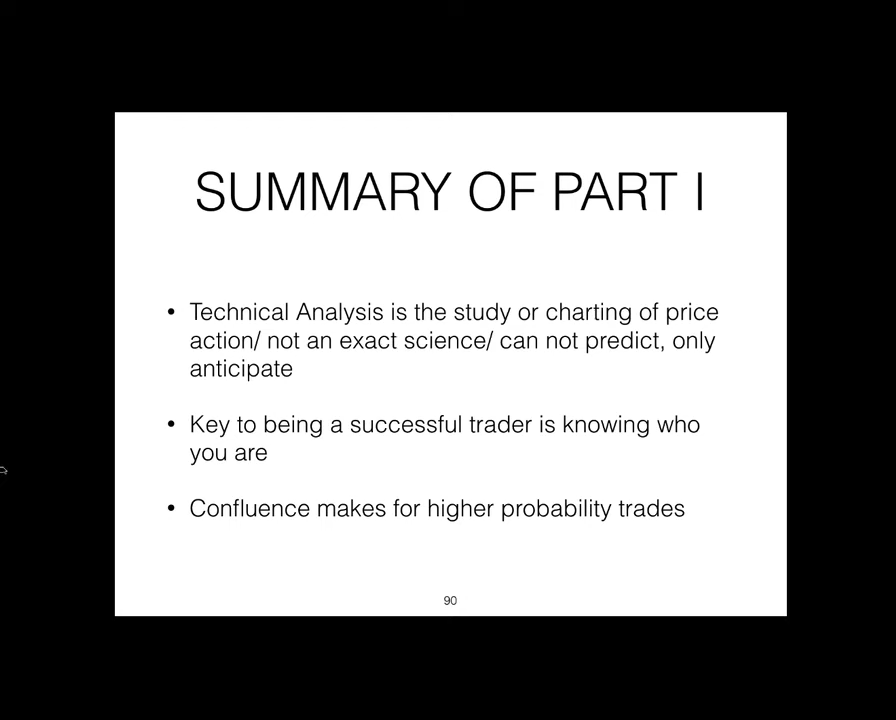 SUMMARY OF PART I
• Technical Analysis is the study or charting of price
action/ not an exact science/ can not predict, only
anticipate
• Key to being a successful trader is knowing who
you are
• Confluence makes for higher probability trades
90